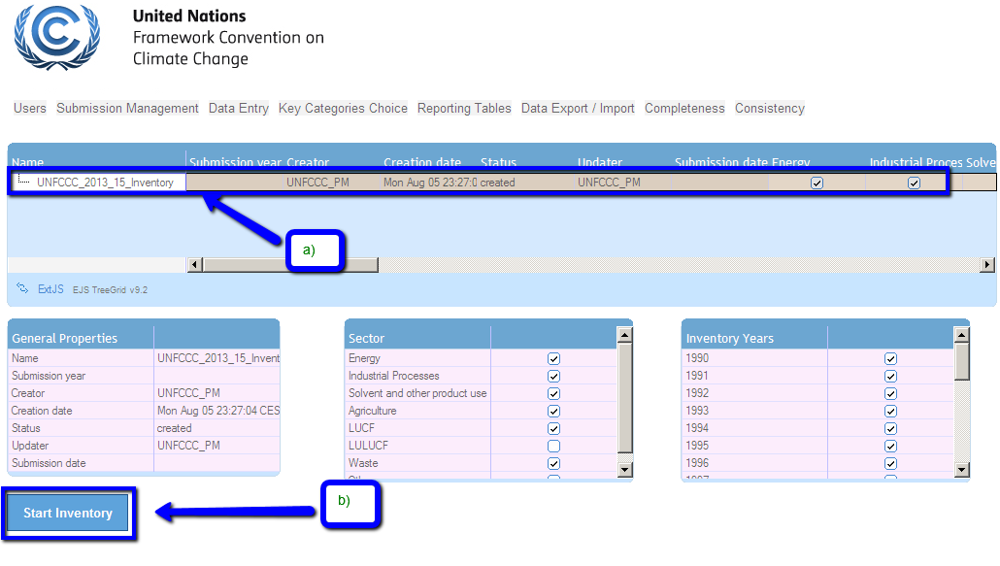 United Nations
Framework Convention on
Climate Change
Users Submission Management Data Entry Key Categories Choice Reporting Tables Data Export / Import Completeness Consistency
Name Submission year Creator Creation date Status Updater Submission date Energy Industrial Proces Solve
UNFCCC_2013_15_Inventory UNFCCC_PM Mon Aug 05 23:27:0 created UNFCCC_PM
a)
ExtJS EJS TreeGrid v9.2
General Properties
Name UNFCCC_2013_15_Invent
Submission year
Creator UNFCCC_PM
Creation date Mon Aug 05 23:27:04 CES
Status created
Updater UNFCCC_PM
Submission date
Sector
Energy
Industrial Processes
Solvent and other product use
Agriculture
LUCF
LULUCF
Waste
Inventory Years
1990
1991
1992
1993
1994
1995
1996
Start Inventory
b)